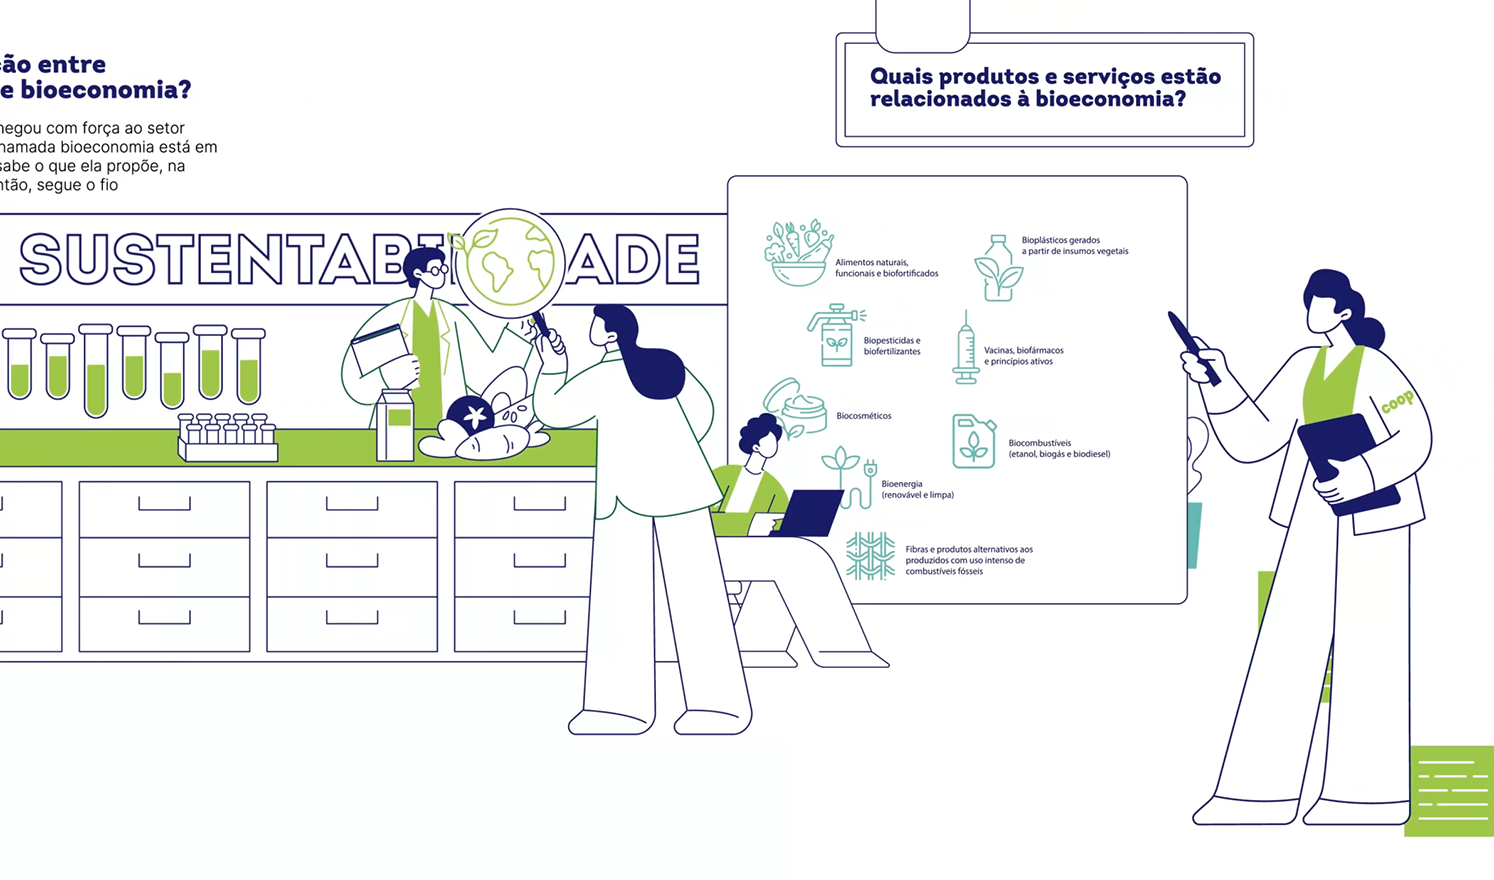 ção entre
e bioeconomia?
hegou com força ao setor
hamada bioeconomia está em
sabe o que ela propõe, na
ntão, segue o fio
SUSTENTABI ADE
Quais produtos e serviços estão
relacionados à bioeconomia?
Alimentos naturais,
funcionais e biofortificados
Bioplásticos gerados
a partir de insumos vegetais
Biopesticidas e
biofertilizantes
Vacinas, biofármacos
e princípios ativos
Biocosméticos
Biocombustíveis
(etanol, biogás e biodiesel)
Bioenergia
(renovável e limpa)
Fibras e produtos alternativos aos
produzidos com uso intenso de
combustíveis fósseis
coop